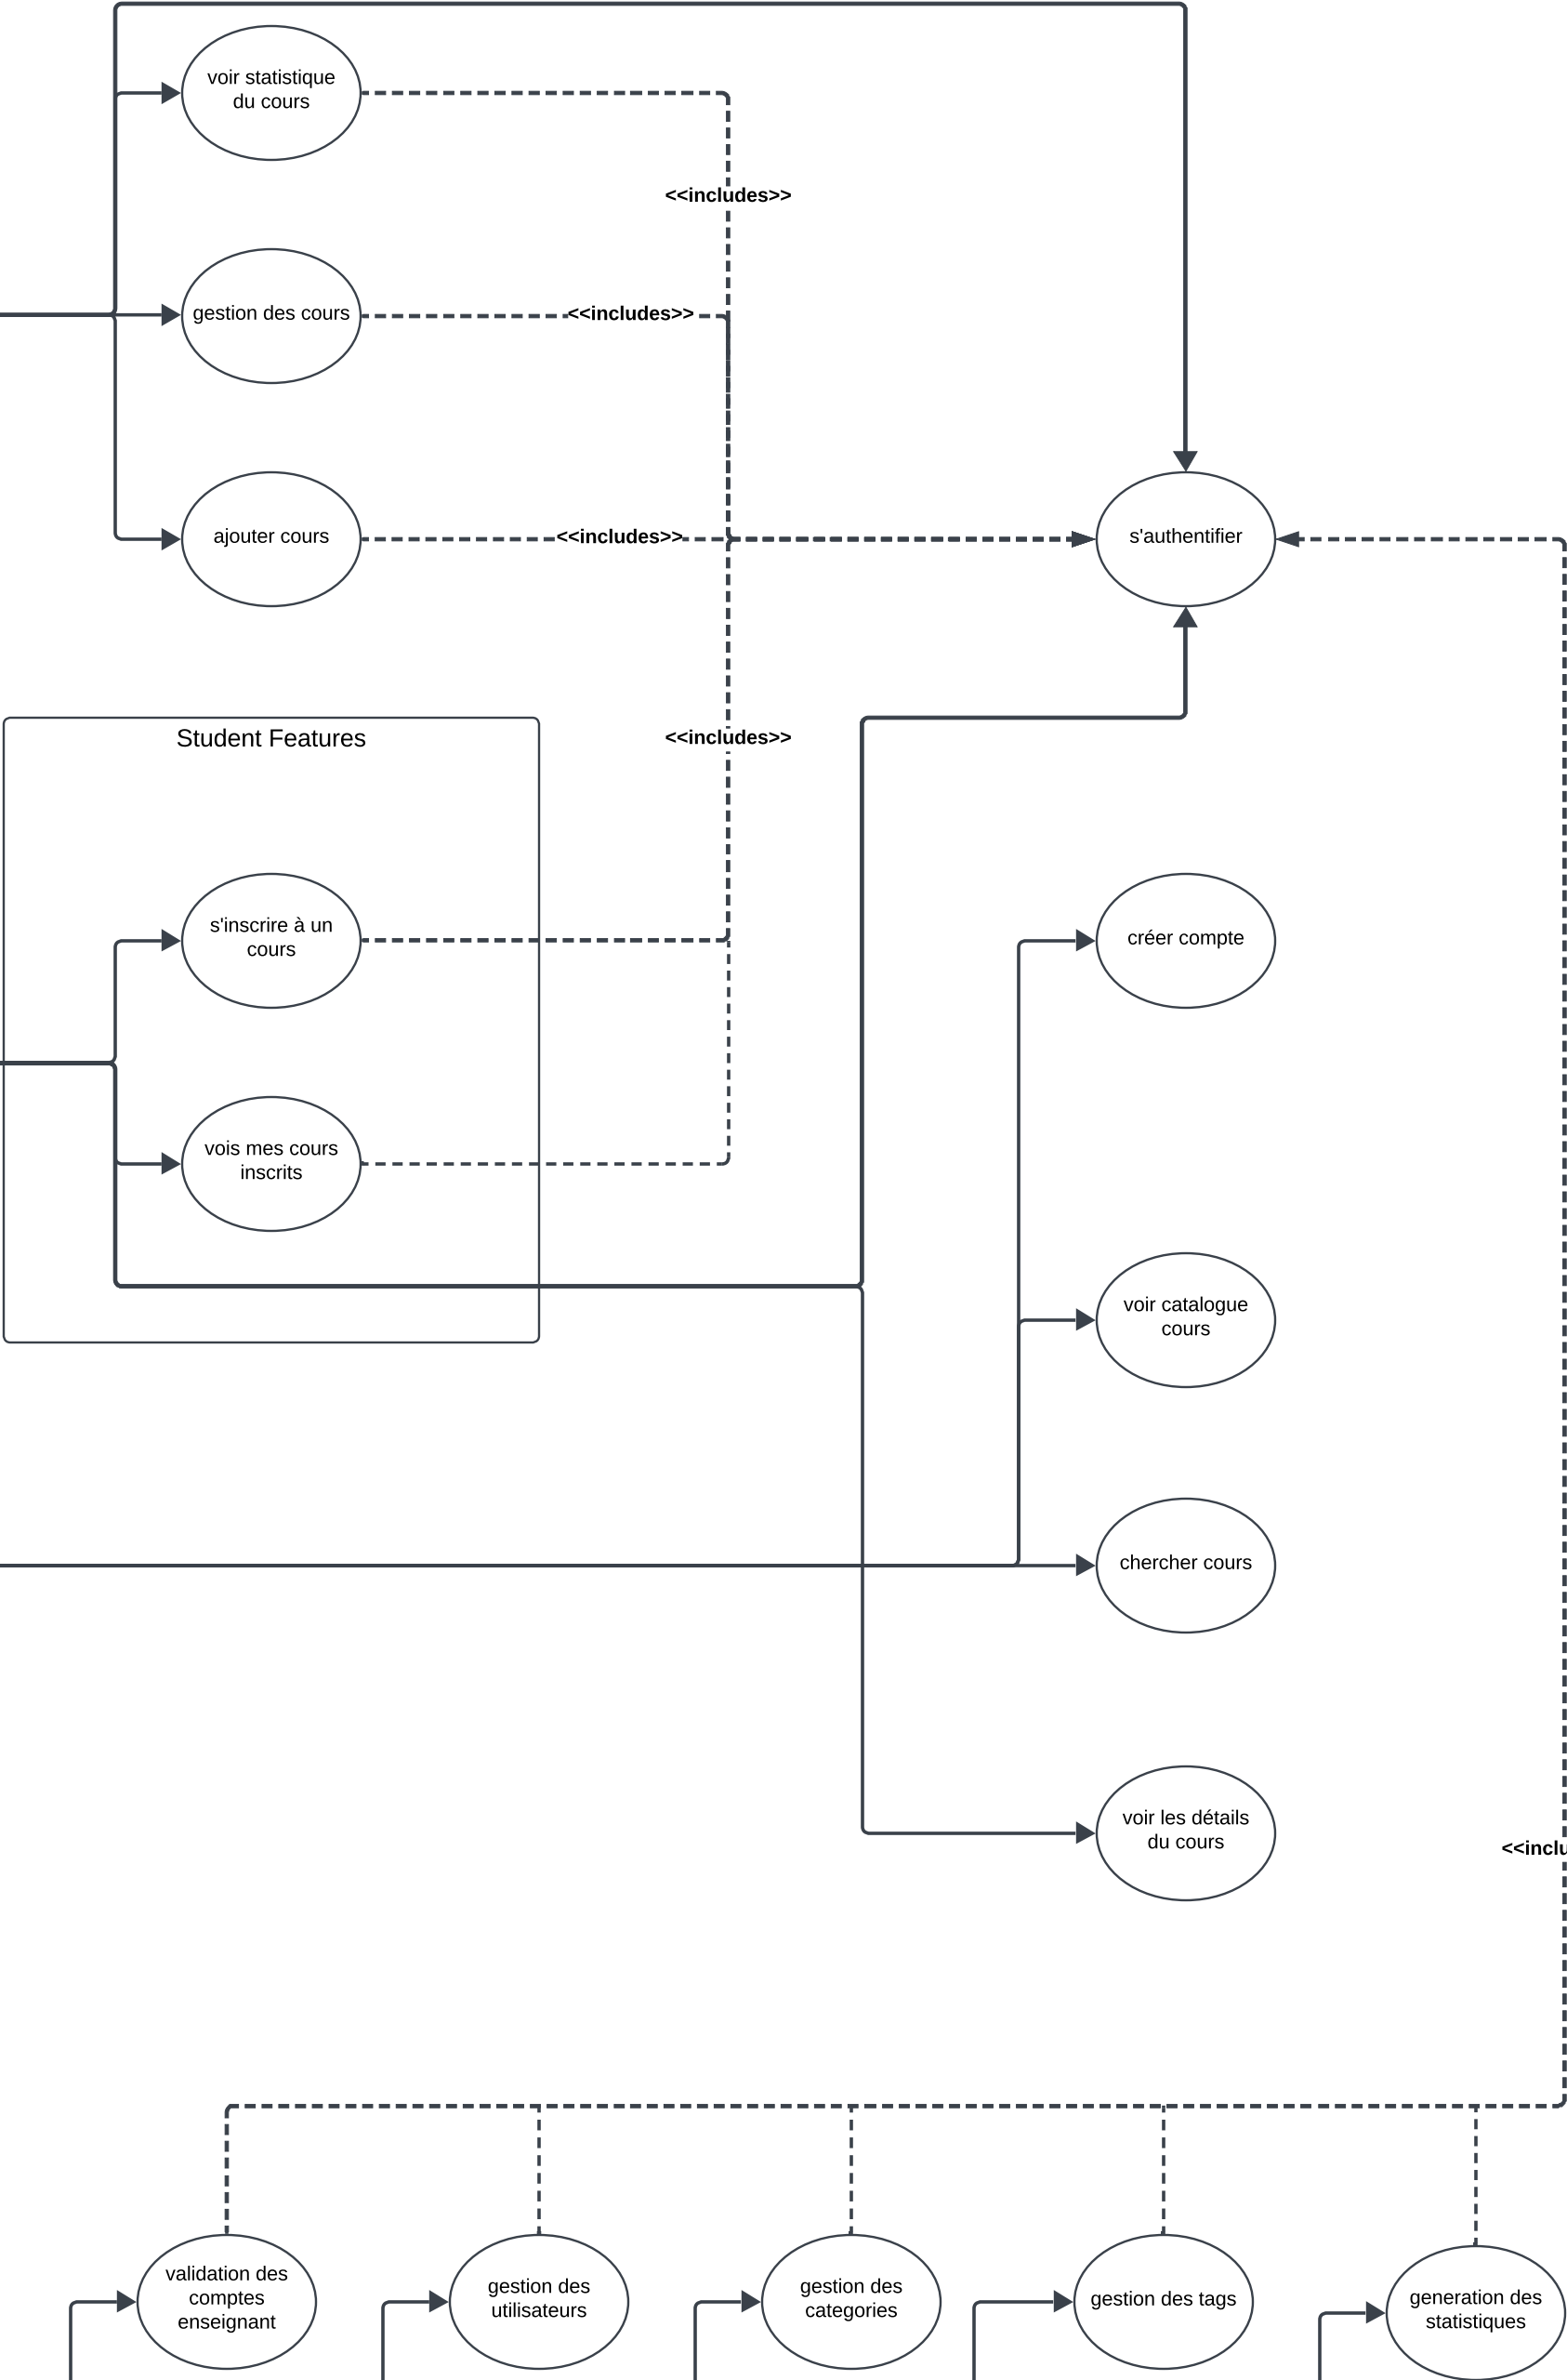 voir statistique
du cours
<<includes>>
gestion des cours
<<includes>>
ajouter cours
<<includes>>
s'authentifier
Student Features
<<includes>>
s'inscrire à un
cours
créer compte
vois mes cours
inscrits
voir catalogue
cours
chercher cours
voir les détails
du cours
<<inclu
validation des
comptes
enseignant
gestion des
utilisateurs
gestion des
categories
gestion des tags
generation des
statistiques